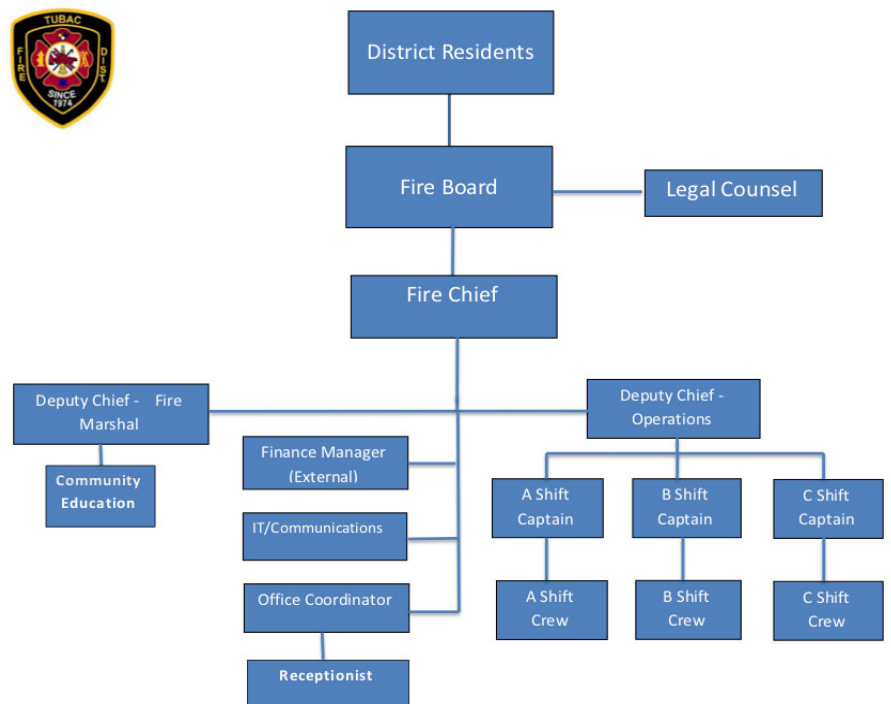 TUBAC
FIRE
DIST.
SINCE
1974
District Residents
Fire Board
Legal Counsel
Fire Chief
Deputy Chief - Fire
Marshal
Deputy Chief -
Operations
Community
Education
Finance Manager
(External)
IT/Communications
Office Coordinator
Receptionist
A Shift
Captain
B Shift
Captain
C Shift
Captain
A Shift
Crew
B Shift
Crew
C Shift
Crew